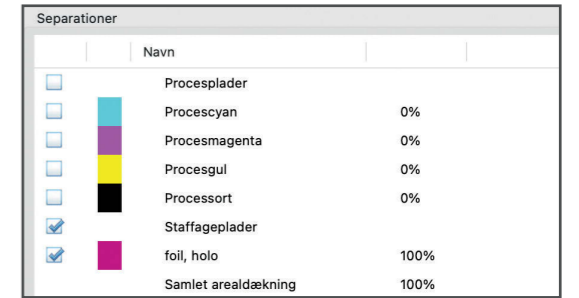 Separationer
Navn
Procesplader
Procescyan 0%
Procesmagenta 0%
Procesgul 0%
Processort 0%
Staffageplader
foil, holo 100%
Samlet arealdækning 100%